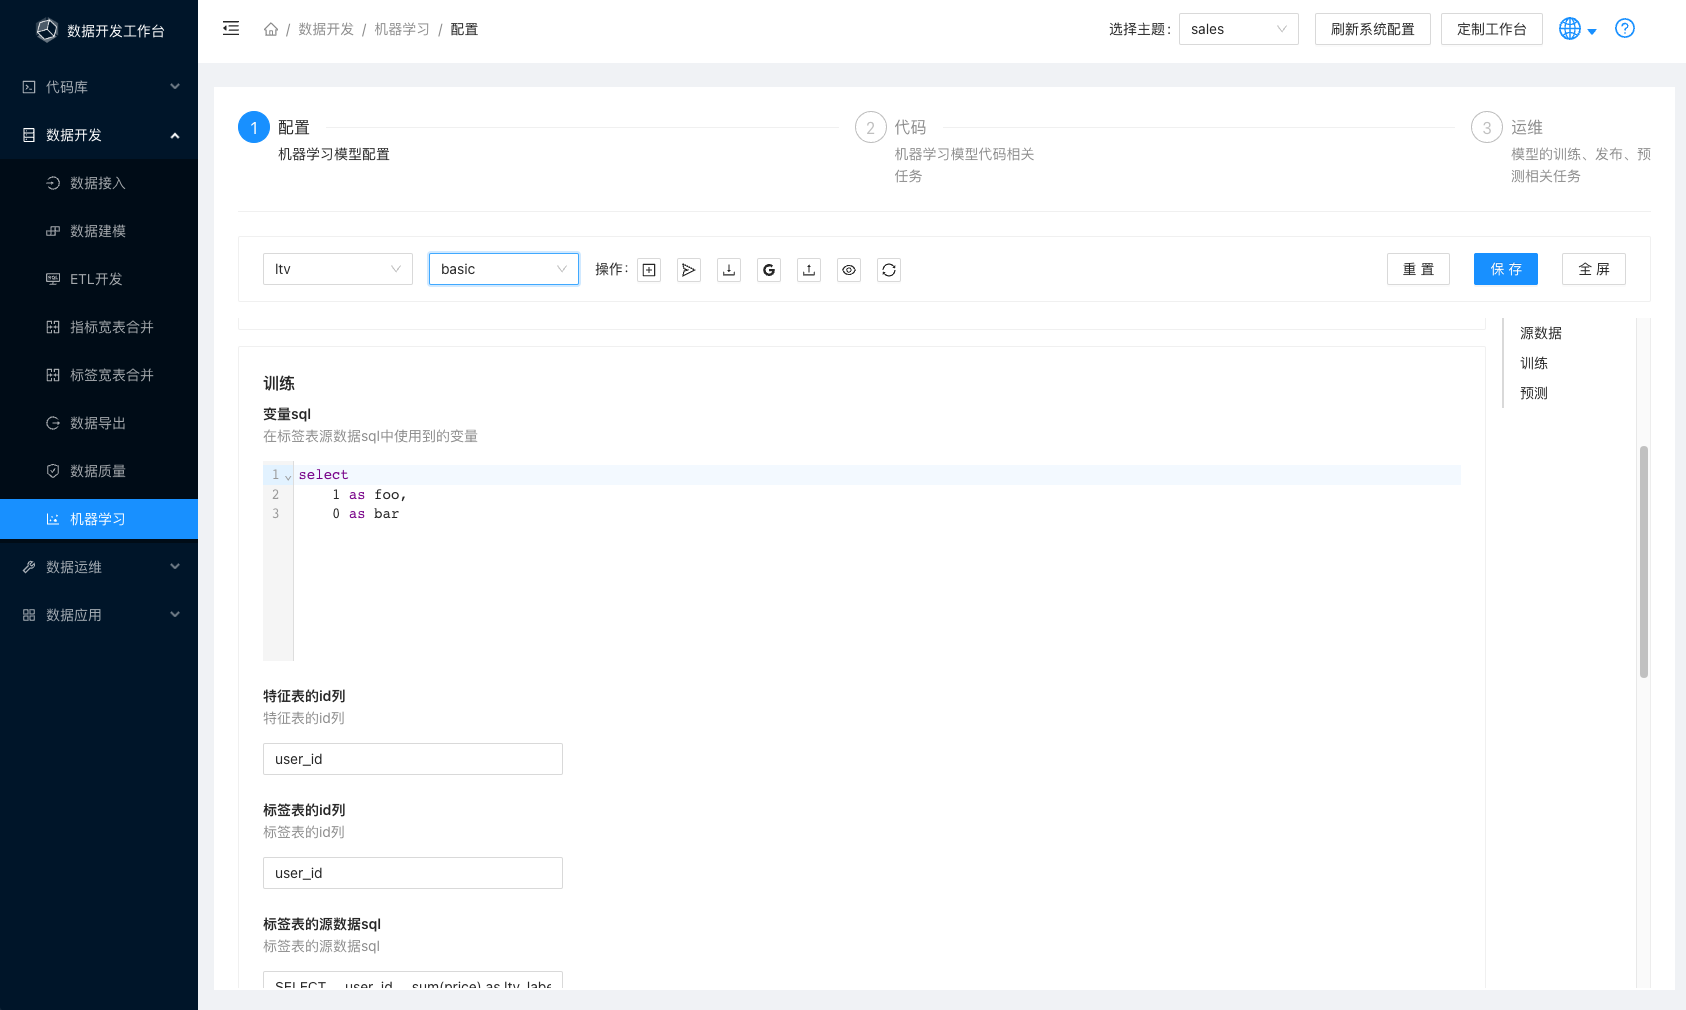 数据开发工作台
代码库
数据开发
数据接入
数据建模
ETL开发
指标宽表合并
标签宽表合并
数据导出
数据质量
机器学习
数据运维
数据应用
/ 数据开发 / 机器学习 / 配置
选择主题: sales
刷新系统配置
定制工作台
1 配置
机器学习模型配置
2 代码
机器学习模型代码相关
任务
3 运维
模型的训练、发布、预
测相关任务
ltv
basic
操作:
重 置
保 存
全 屏
源数据
训练
预测
训练
变量sql
在标签表源数据sql中使用到的变量
1 select
2 1 as foo,
3 0 as bar
特征表的id列
特征表的id列
user_id
标签表的id列
标签表的id列
user_id
标签表的源数据sql
标签表的源数据sql
SELECT user_id sum(price) as ltv